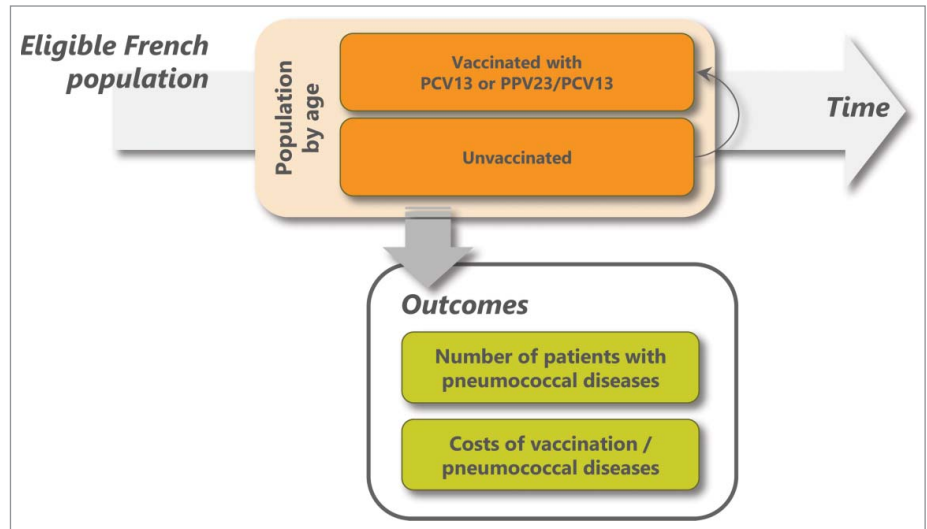 Eligible French
population
Population
by age
Vaccinated with
PCV13 or PPV23/PCV13
Unvaccinated
Time
Outcomes
Number of patients with
pneumococcal diseases
Costs of vaccination /
pneumococcal diseases